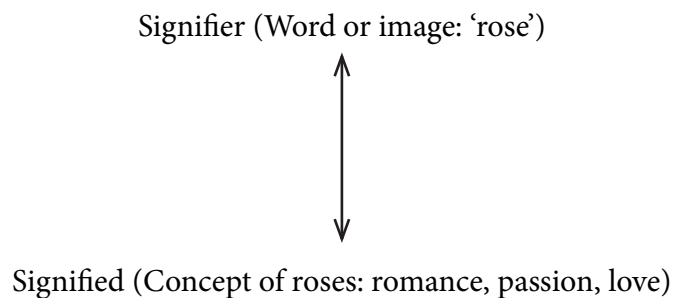 Signifier (Word or image: ‘rose’)
Signified (Concept of roses: romance, passion, love)